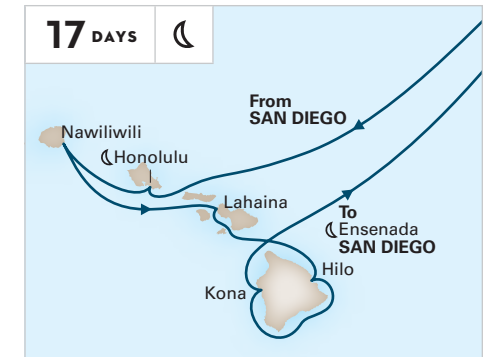 17 DAYS
From
SAN DIEGO
Nawiliwili
Honolulu
Lahaina
To
Ensenada
SAN DIEGO
Hilo
Kona